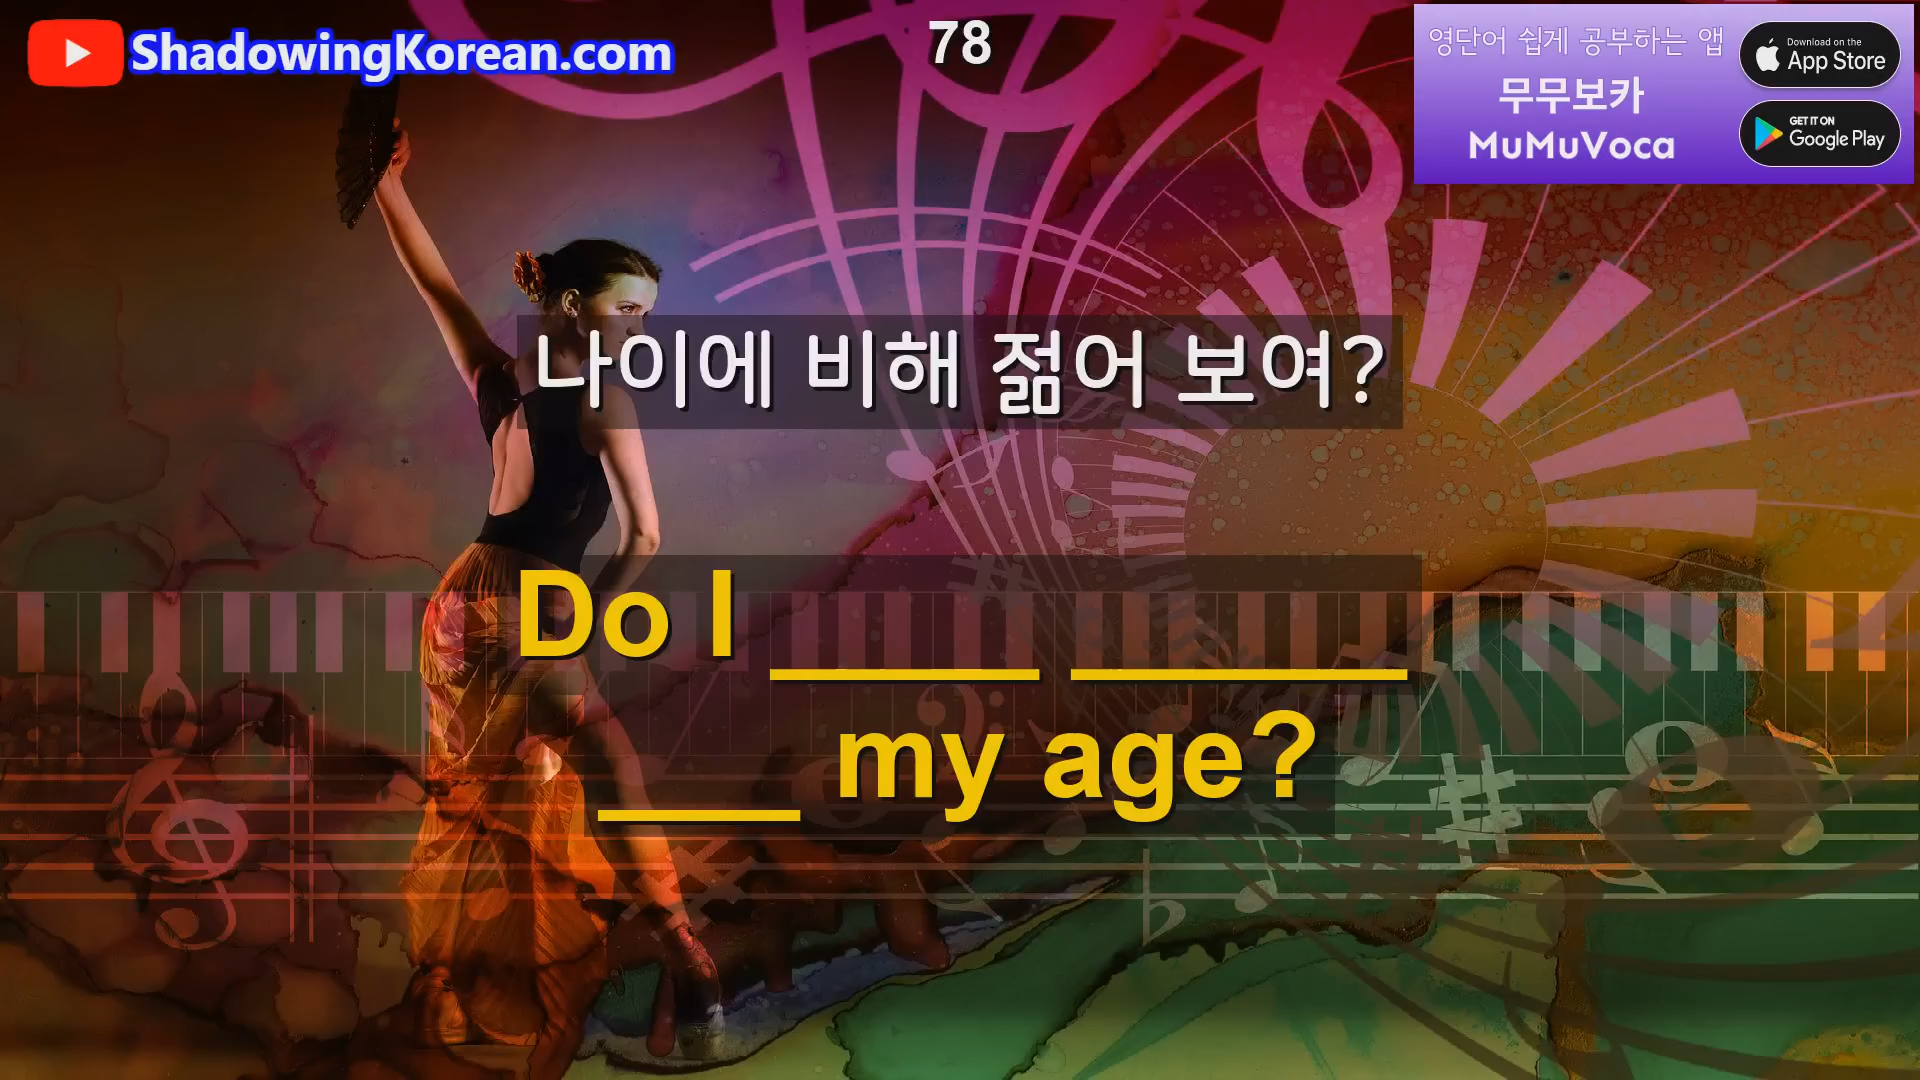 ShadowingKorean.com
78
영단어 쉽게 공부하는 앱
무무보카
MuMuVoca
Download on the
App Store
GET IT ON
Google Play
나이에 비해 젊어 보여?
Do I ____ _____
___ my age?